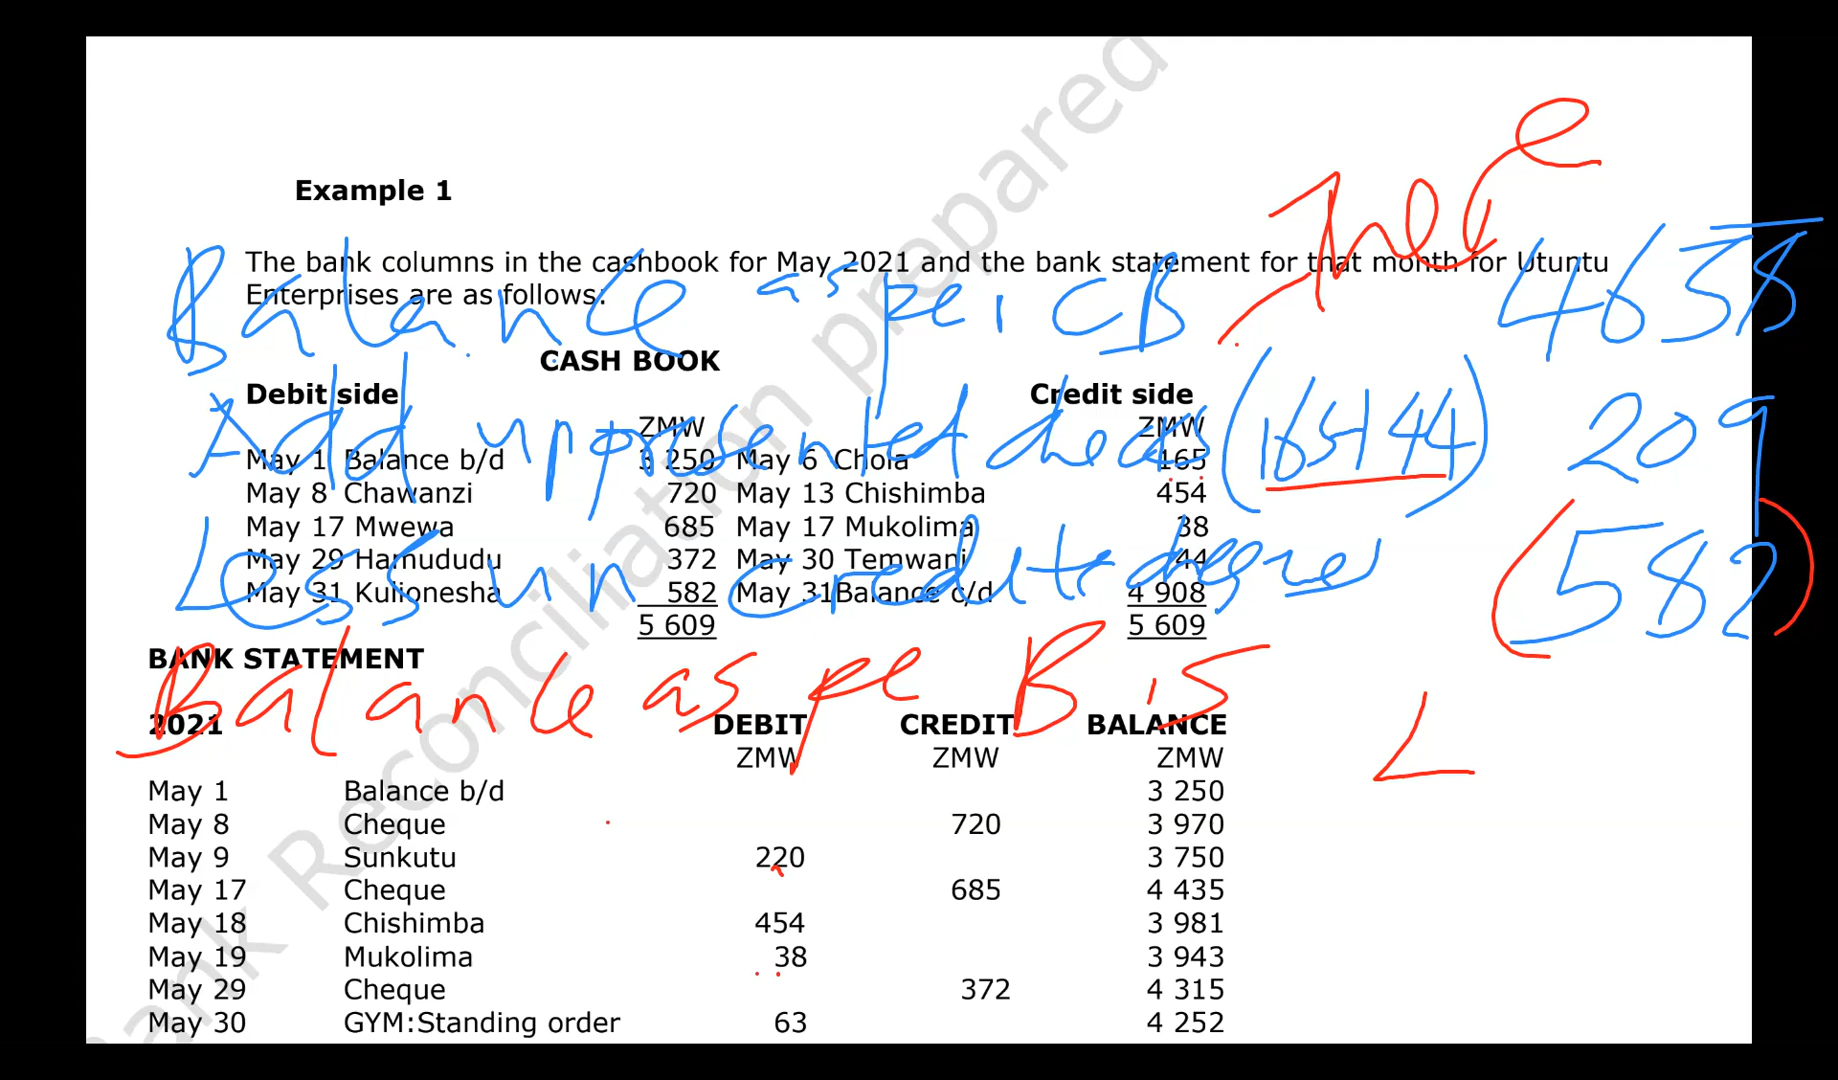 Example 1
The bank columns in the cashbook for May 2021 and the bank statement for that month for Utuntu
Enterprises are as follows:
Balance as per CB 4658
CASH BOOK
Debit side Credit side
ZMW ZMW
Add unpresented (165+44) 209
May 1 Balance b/d 3 250 May 6 Chola 165
May 8 Chawanzi 720 May 13 Chishimba 454
May 17 Mwewa 685 May 17 Mukolima 38
May 29 Hamududu 372 May 30 Temwani 44
Less (582)
May 31 Kulionesha 582 May 31Balance c/d 4 908
5 609 5 609
BANK STATEMENT
Balance as pe B.S
2021 DEBIT CREDIT BALANCE
ZMW ZMW ZMW
May 1 Balance b/d 3 250
May 8 Cheque 720 3 970
May 9 Sunkutu 220 3 750
May 17 Cheque 685 4 435
May 18 Chishimba 454 3 981
May 19 Mukolima 38 3 943
May 29 Cheque 372 4 315
May 30 GYM:Standing order 63 4 252
Bank Reconciliation prepared